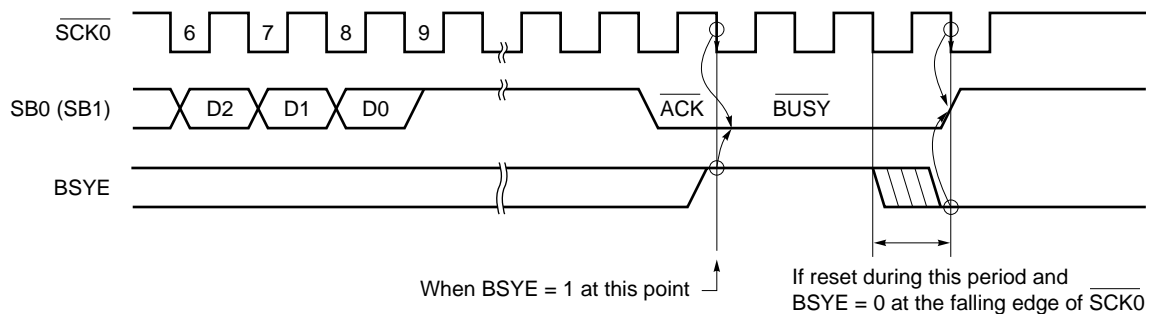 SCK0 6 7 8 9
SB0 (SB1) D2 D1 D0 ACK BUSY
BSYE
When BSYE = 1 at this point
If reset during this period and
BSYE = 0 at the falling edge of SCK0